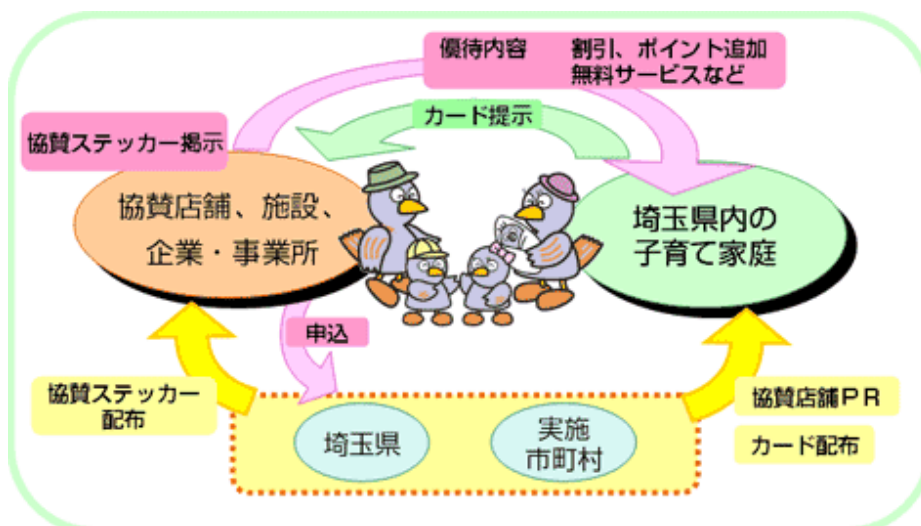 優待内容　割引、ポイント追加
無料サービスなど
カード提示
協賛ステッカー掲示
協賛店舗、施設、
企業・事業所
埼玉県内の
子育て家庭
申込
協賛ステッカー
配布
埼玉県
実施
市町村
協賛店舗ＰＲ
カード配布